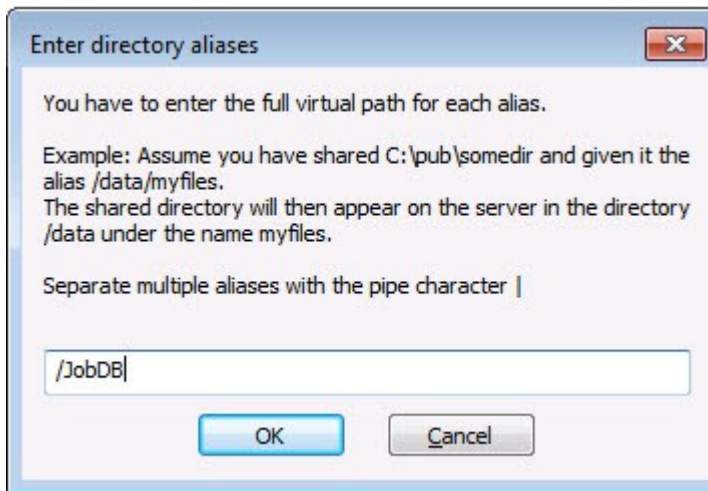 Enter directory aliases
You have to enter the full virtual path for each alias.
Example: Assume you have shared C:\pub\somedir and given it the
alias /data/myfiles.
The shared directory will then appear on the server in the directory
/data under the name myfiles.
Separate multiple aliases with the pipe character |
/JobDB
OK
Cancel